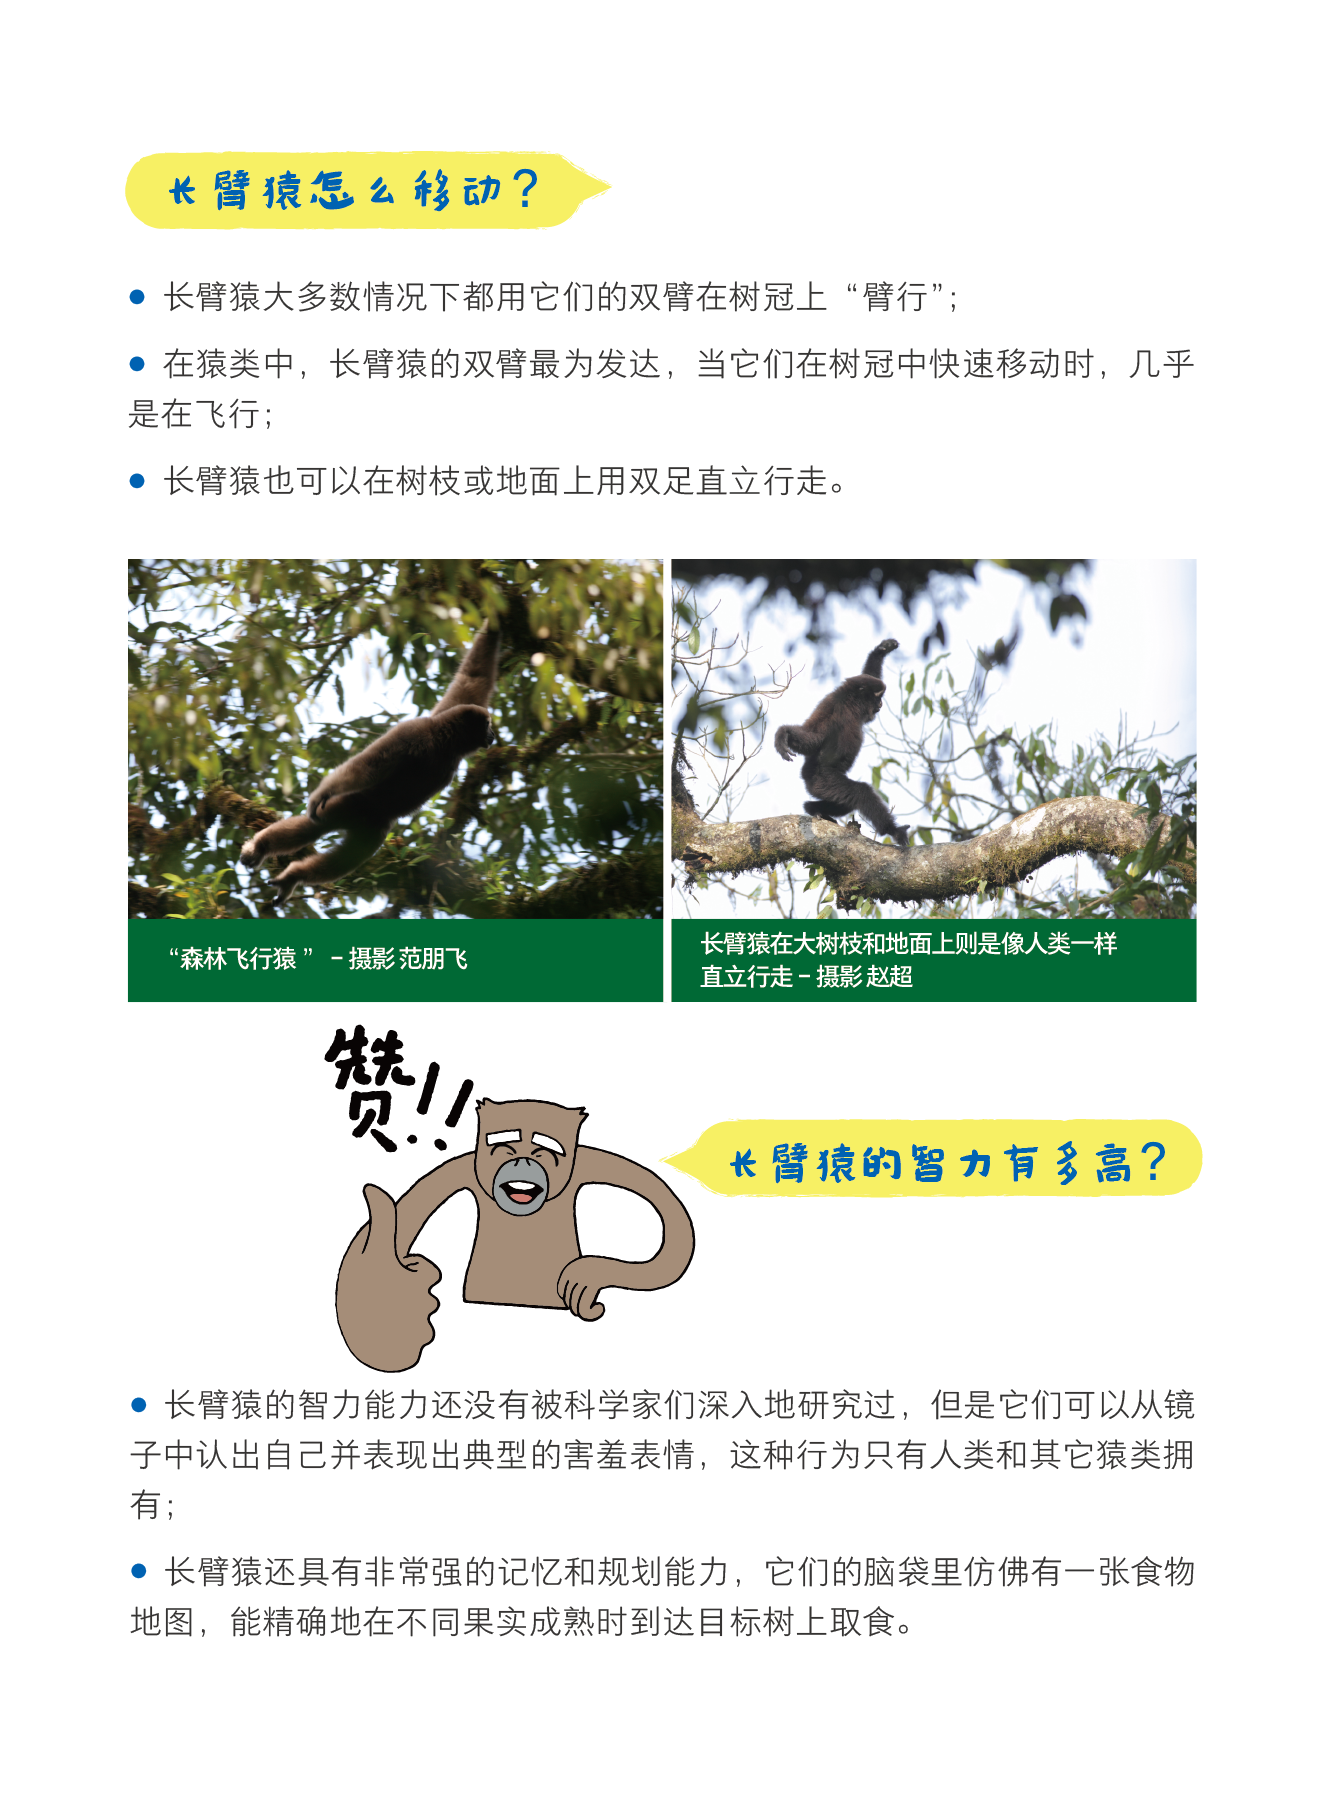 长臂猿怎么移动？
● 长臂猿大多数情况下都用它们的双臂在树冠上“臂行”；
● 在猿类中，长臂猿的双臂最为发达，当它们在树冠中快速移动时，几乎
是在飞行；
● 长臂猿也可以在树枝或地面上用双足直立行走。
“森林飞行猿 ” – 摄影 范朋飞
长臂猿在大树枝和地面上则是像人类一样
直立行走 – 摄影 赵超
赞!!
长臂猿的智力有多高？
● 长臂猿的智力能力还没有被科学家们深入地研究过，但是它们可以从镜
子中认出自己并表现出典型的害羞表情，这种行为只有人类和其它猿类拥
有；
● 长臂猿还具有非常强的记忆和规划能力，它们的脑袋里仿佛有一张食物
地图，能精确地在不同果实成熟时到达目标树上取食。